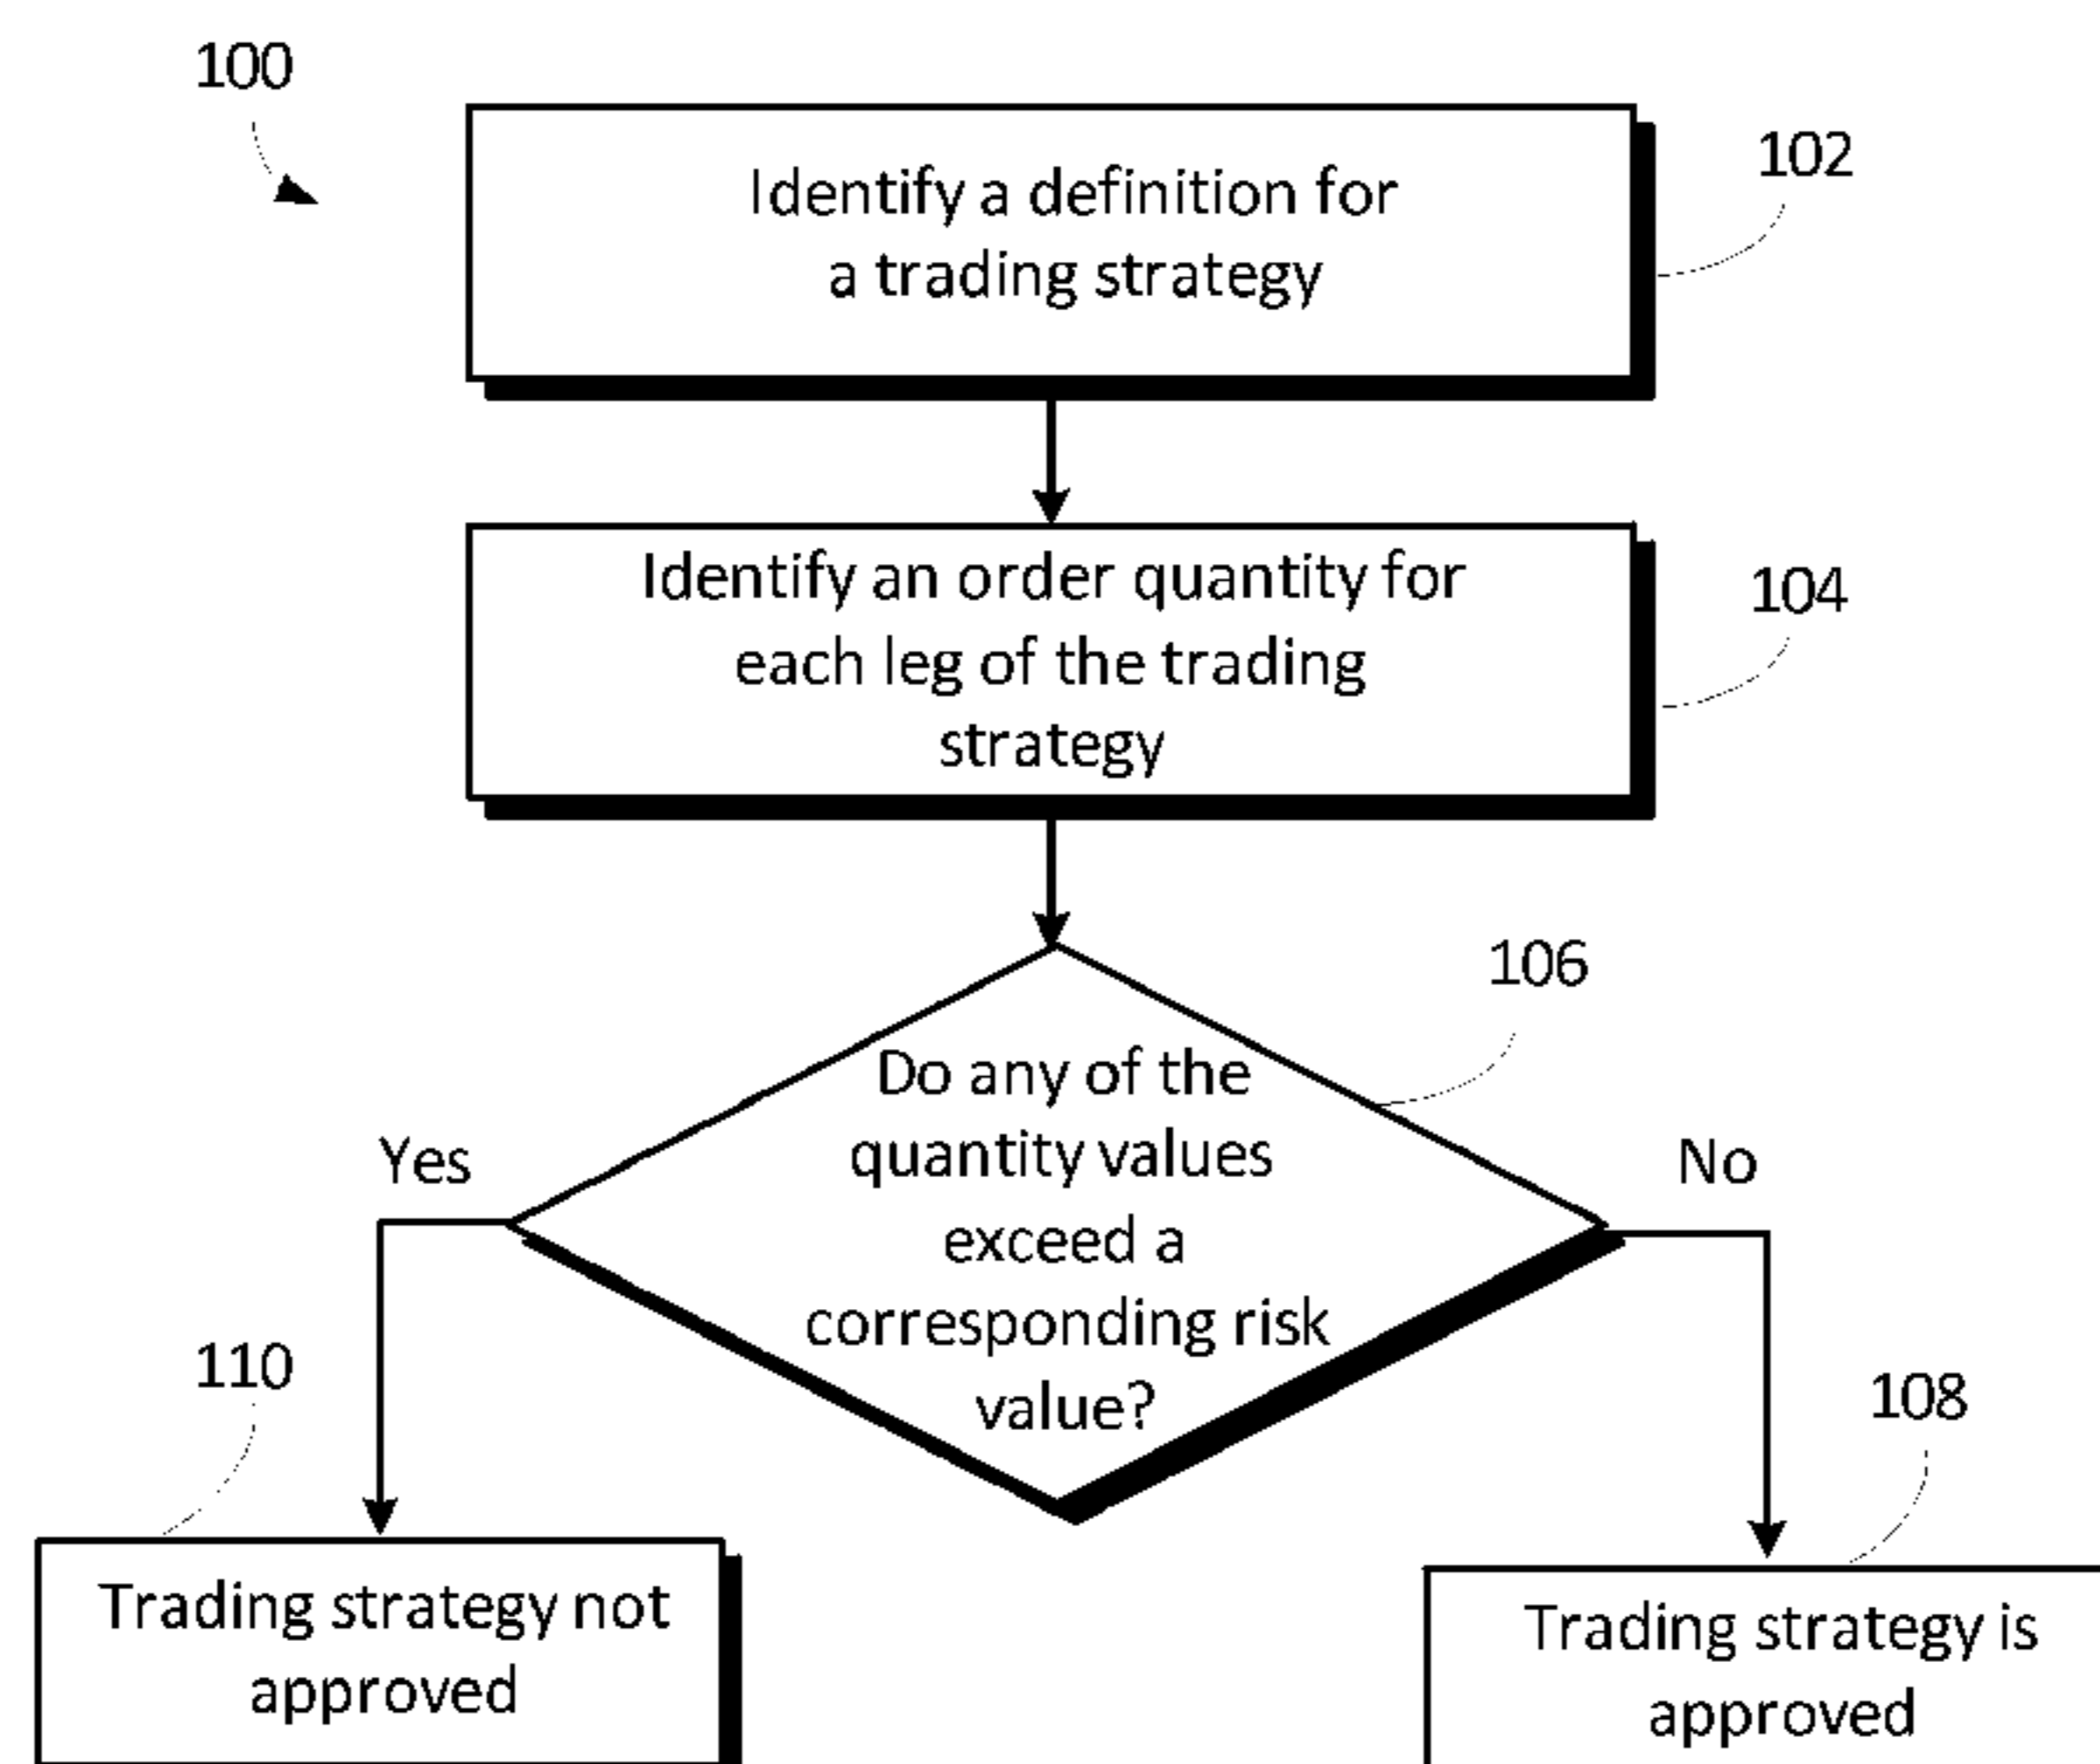 100
Identify a definition for
a trading strategy
102
Identify an order quantity for
each leg of the trading
strategy
104
106
Do any of the
quantity values
exceed a
corresponding risk
value?
Yes
No
110
108
Trading strategy not
approved
Trading strategy is
approved